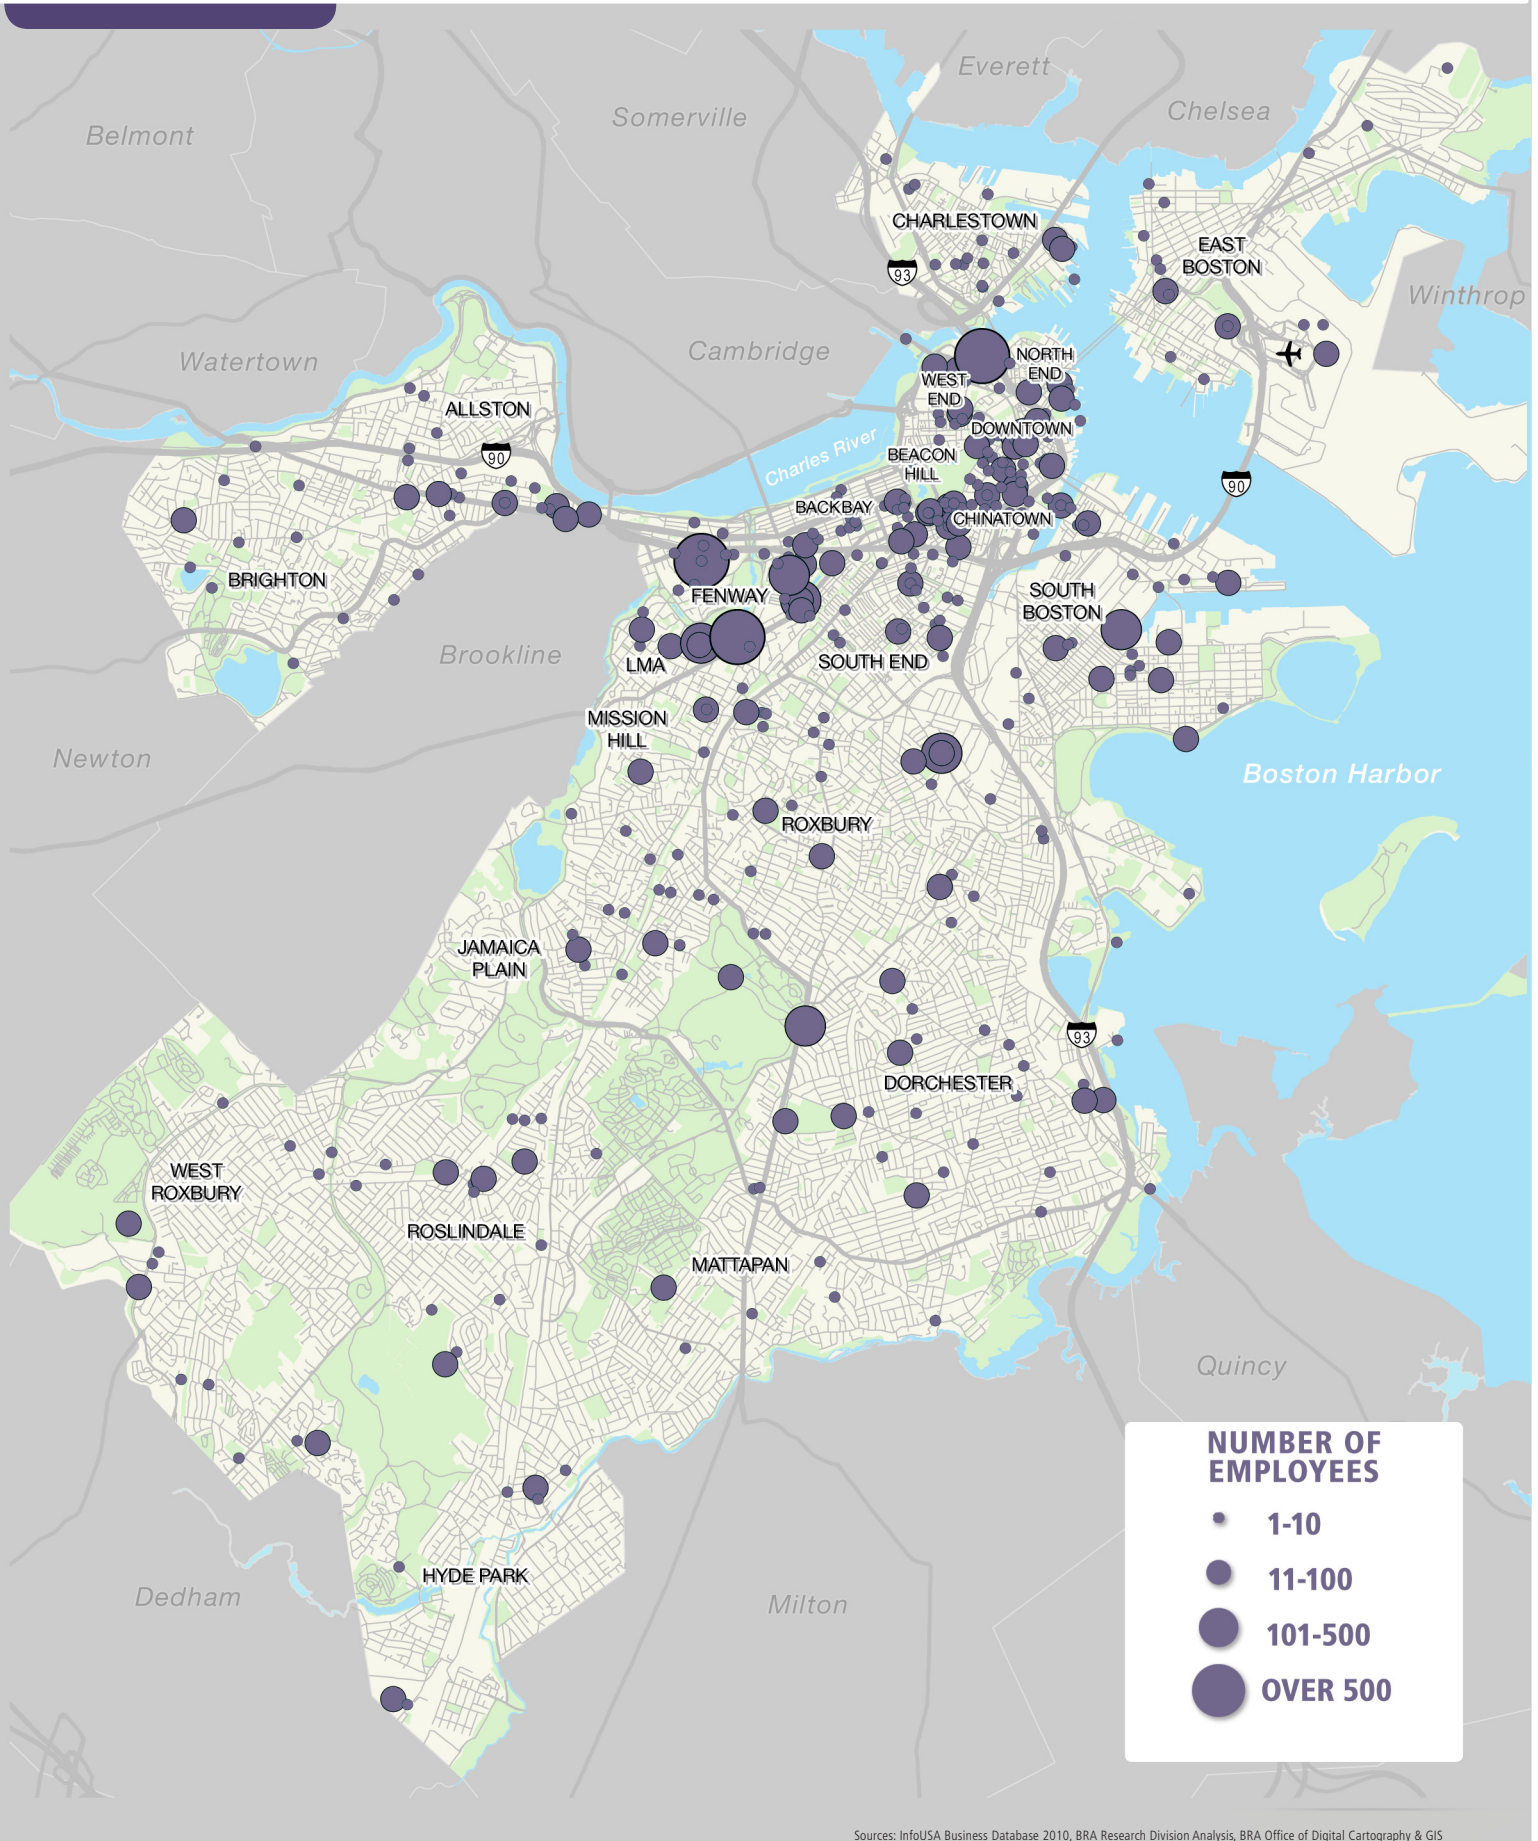 Everett
Chelsea
Somerville
Belmont
CHARLESTOWN
EAST
BOSTON
93
Winthrop
Cambridge
Watertown
NORTH
END
WEST
END
ALLSTON
DOWNTOWN
90
Charles River
BEACON
HILL
90
BACKBAY
CHINATOWN
BRIGHTON
FENWAY
SOUTH
BOSTON
Brookline
LMA
SOUTH END
MISSION
HILL
Newton
Boston Harbor
ROXBURY
JAMAICA
PLAIN
93
DORCHESTER
WEST
ROXBURY
ROSLINDALE
MATTAPAN
Quincy
NUMBER OF
EMPLOYEES
1-10
11-100
101-500
OVER 500
HYDE PARK
Dedham
Milton
Sources: InfoUSA Business Database 2010, BRA Research Division Analysis, BRA Office of Digital Cartography & GIS